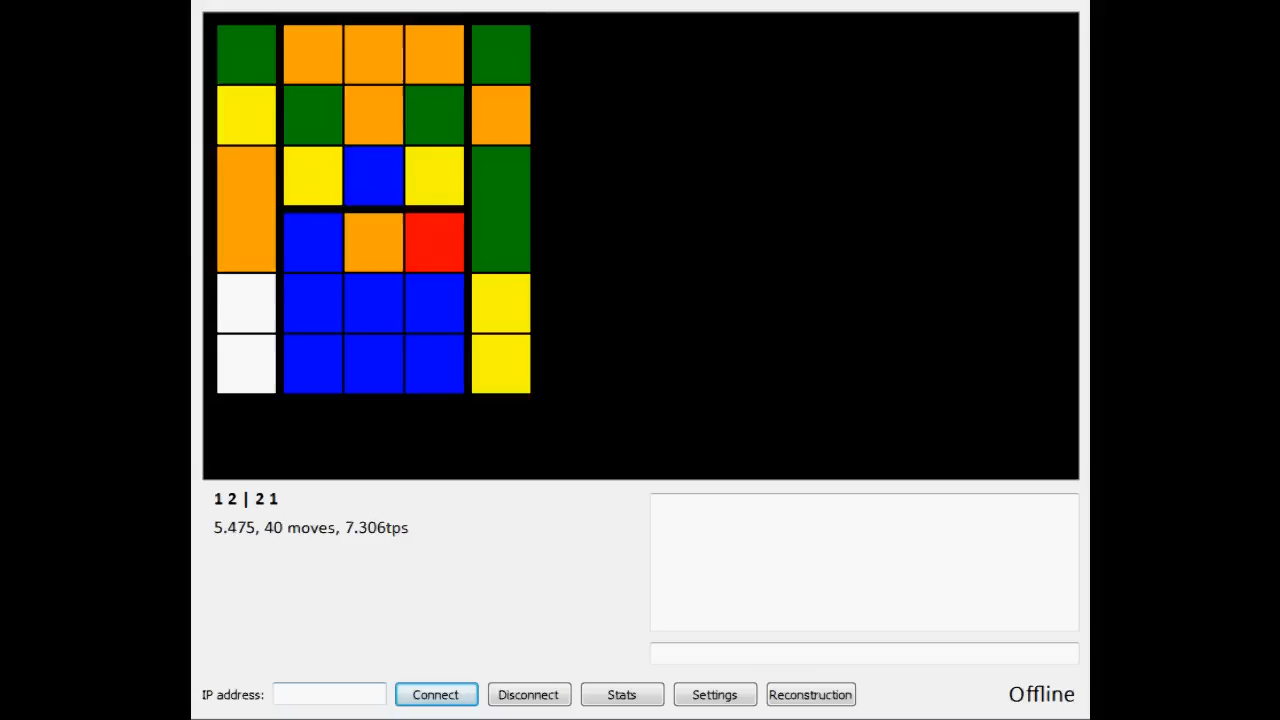 1 2 | 2 1
5.475, 40 moves, 7.306tps
IP address: Connect Disconnect Stats Settings Reconstruction Offline